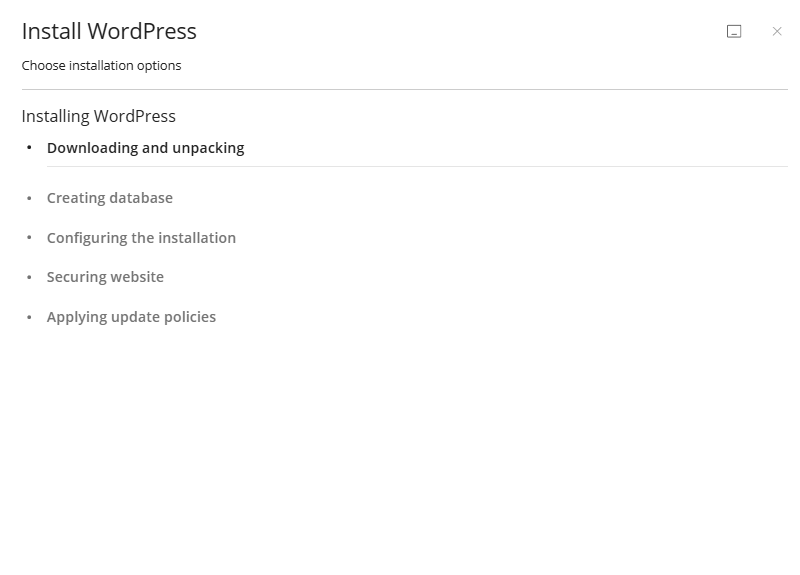 Install WordPress
Choose installation options
Installing WordPress
Downloading and unpacking
Creating database
Configuring the installation
Securing website
Applying update policies